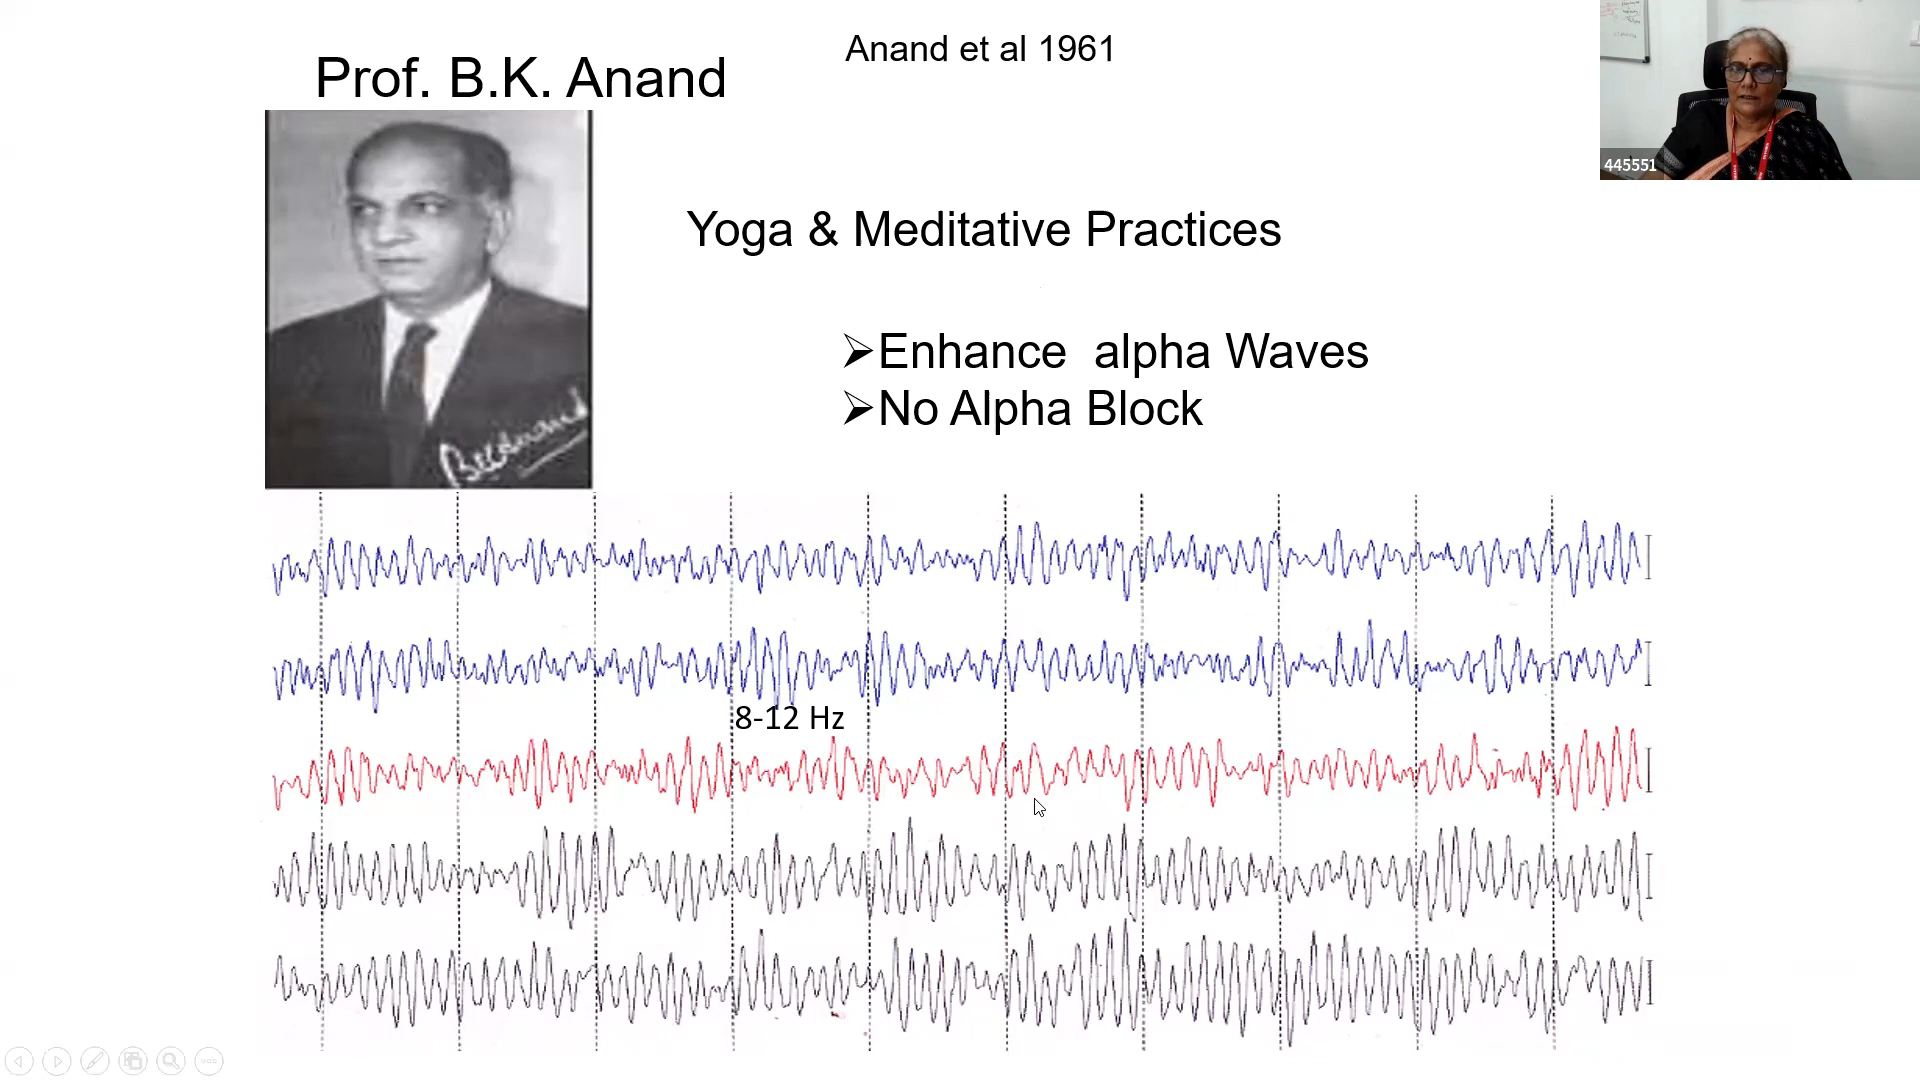 Anand et al 1961
Prof. B.K. Anand
445551
Yoga & Meditative Practices
➢Enhance  alpha Waves
➢No Alpha Block
8-12 Hz